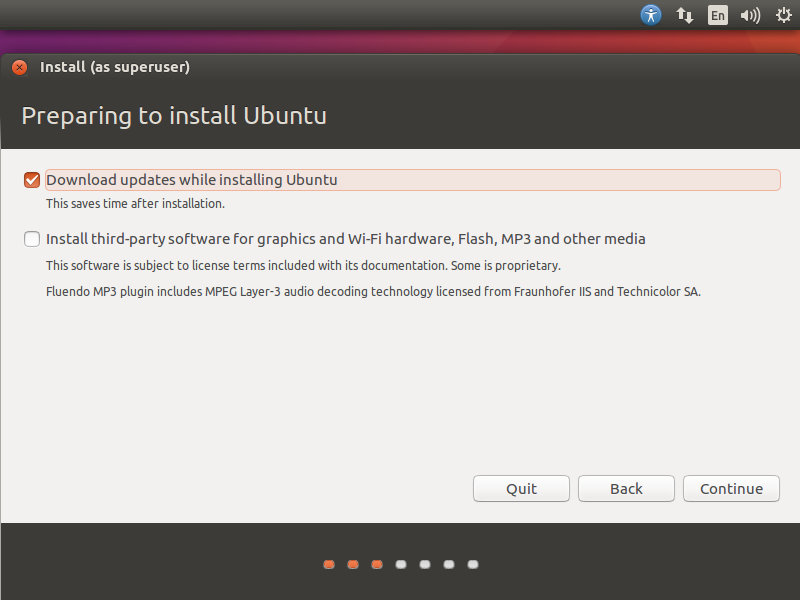 En
Install (as superuser)
Preparing to install Ubuntu
Download updates while installing Ubuntu
This saves time after installation.
Install third-party software for graphics and Wi-Fi hardware, Flash, MP3 and other media
This software is subject to license terms included with its documentation. Some is proprietary.
Fluendo MP3 plugin includes MPEG Layer-3 audio decoding technology licensed from Fraunhofer IIS and Technicolor SA.
Quit Back Continue